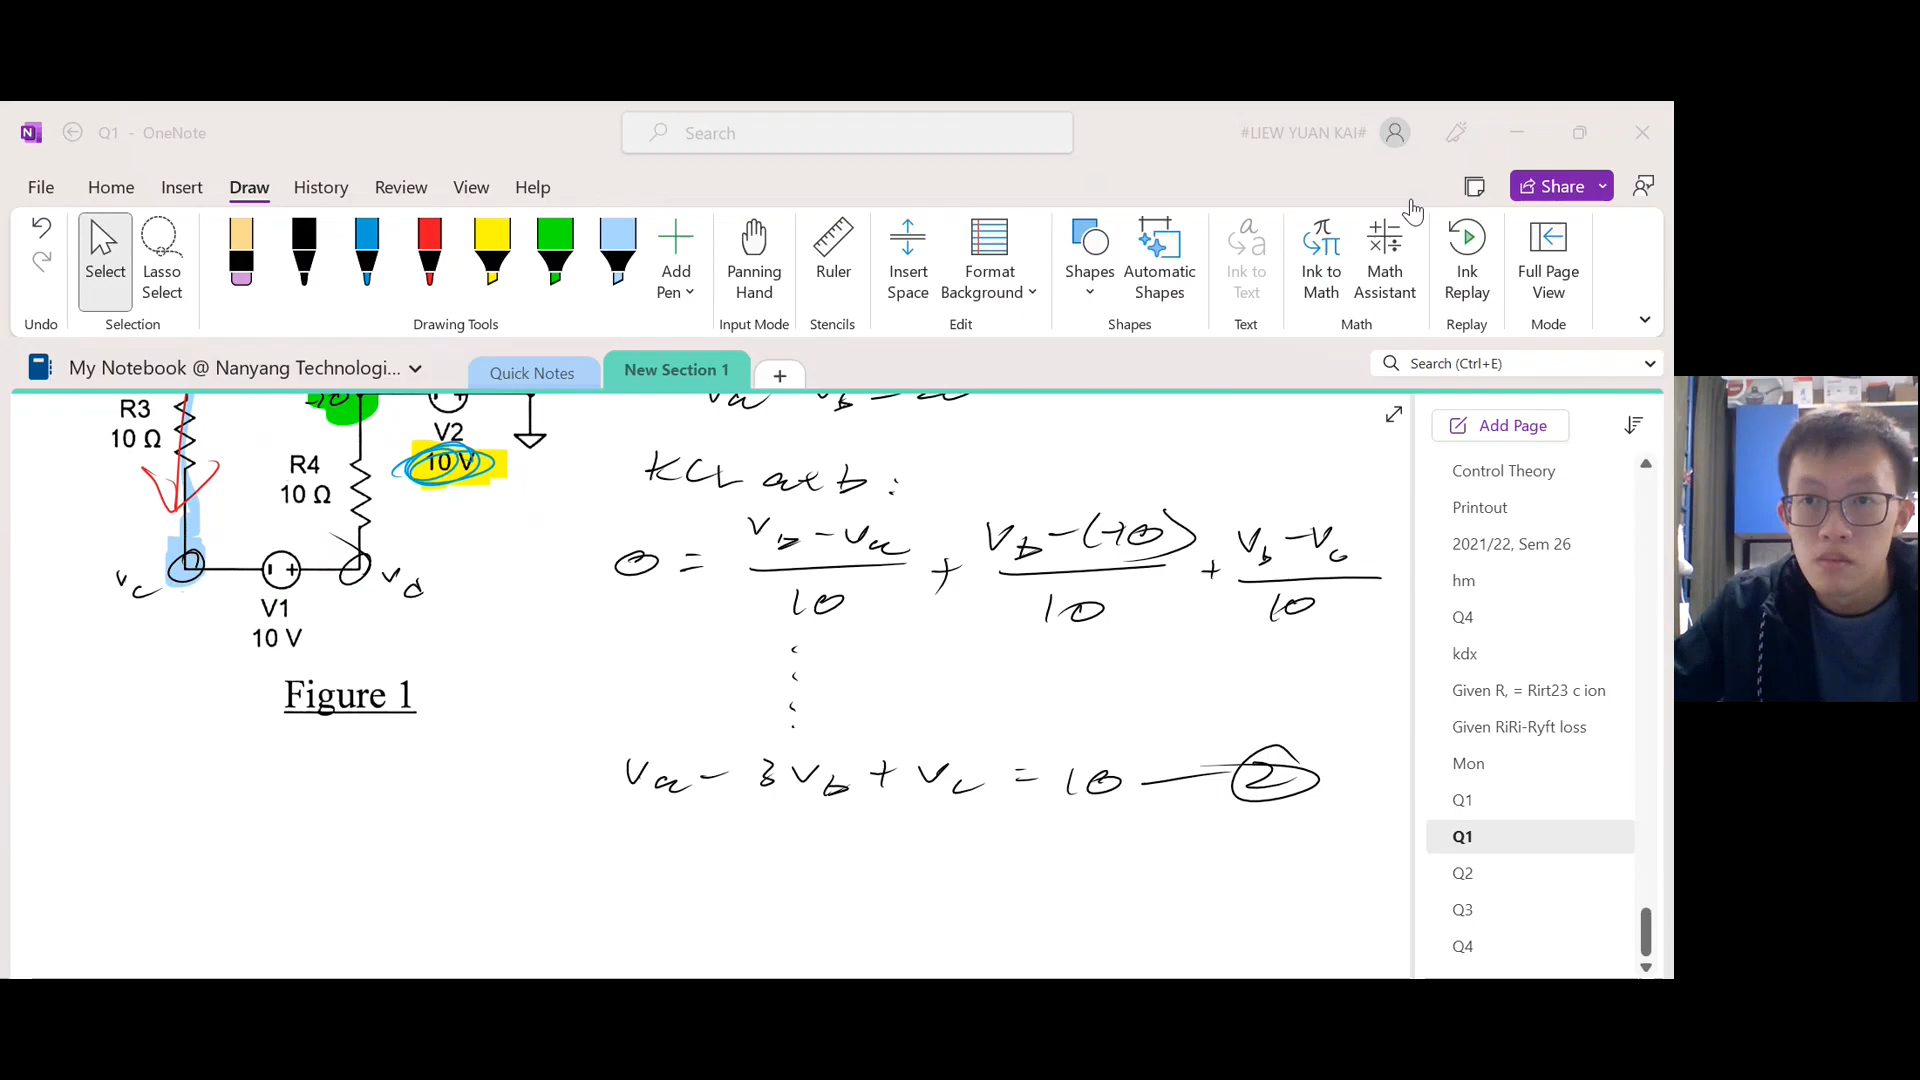 Q1 - OneNote
Search
#LIEW YUAN KAI#
File Home Insert Draw History Review View Help
Share
Select
Lasso Select
Add Pen
Panning Hand
Ruler
Insert Space
Format Background
Shapes
Automatic Shapes
Ink to Text
Ink to Math
Math Assistant
Ink Replay
Full Page View
Undo Selection Drawing Tools Input Mode Stencils Edit Shapes Text Math Replay Mode
My Notebook @ Nanyang Technologi...
Quick Notes
New Section 1
Search (Ctrl+E)
Add Page
Control Theory
Printout
2021/22, Sem 26
hm
Q4
kdx
Given R, = Rirt23 c ion
Given RiRi-Ryft loss
Mon
Q1
Q1
Q2
Q3
Q4
R3
10 Ω
V2
10 V
R4
10 Ω
Vc
Vd
V1
10 V
Figure 1
KCL at b :
0 = Vb - Va / 10 + Vb - (-10) / 10 + Vb - Vc / 10
Va - 3Vb + Vc = 10 — 2